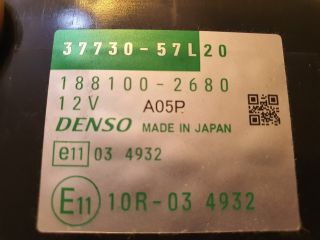 37730-57L20
188100-2680
12V A05P
DENSO MADE IN JAPAN
e11 03 4932
E11 10R-03 4932